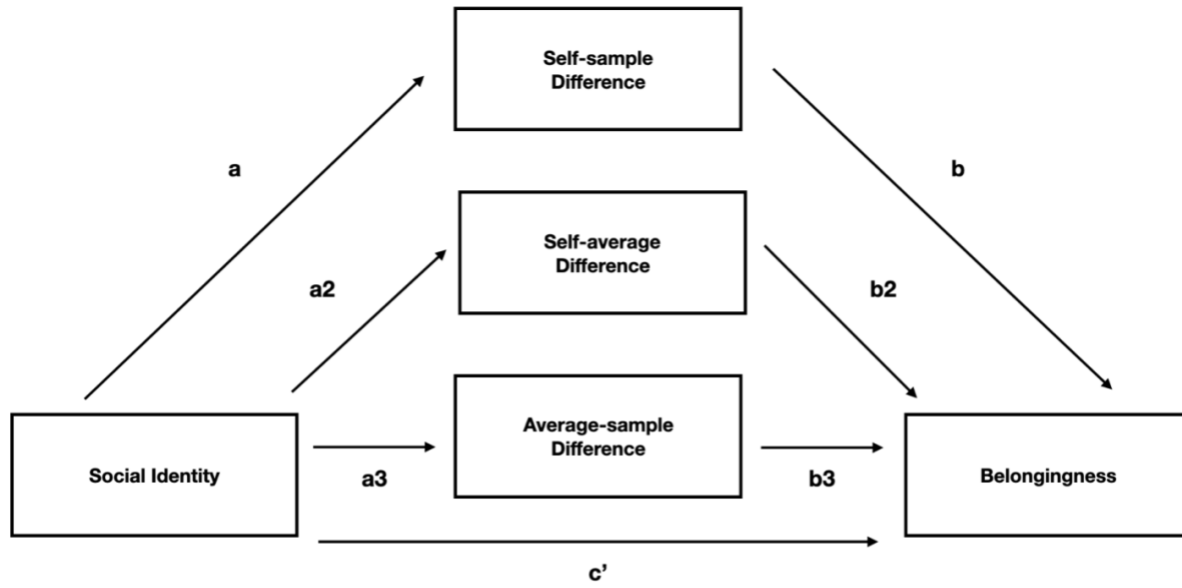 Self-sample
Difference
a
b
Self-average
Difference
a2
b2
Average-sample
Difference
Social Identity
a3
b3
Belongingness
c’